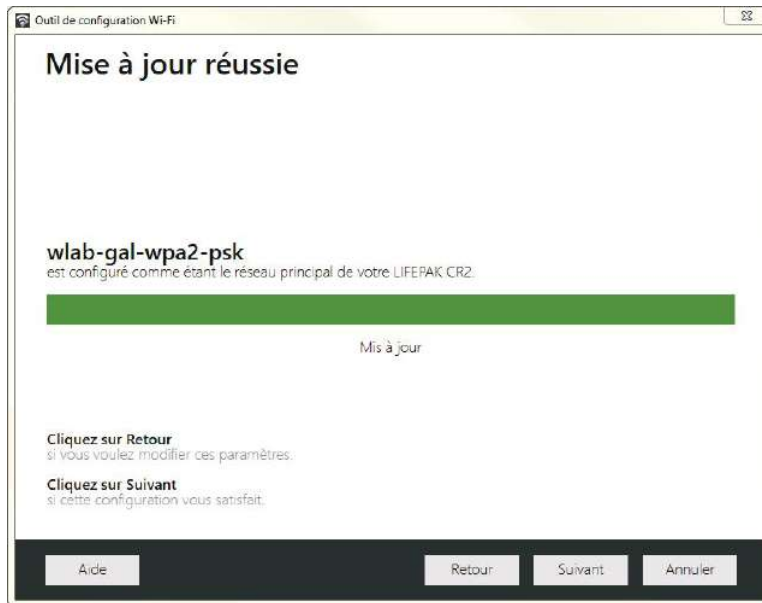 Outil de configuration Wi-Fi
Mise à jour réussie
wlab-gal-wpa2-psk
est configuré comme étant le réseau principal de votre LIFEPAK CR2.
Mis à jour
Cliquez sur Retour
si vous voulez modifier ces paramètres.
Cliquez sur Suivant
si cette configuration vous satisfait.
Aide
Retour
Suivant
Annuler